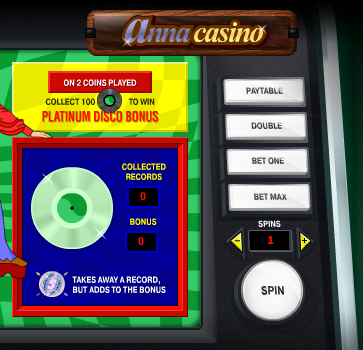 anna casino
ON 2 COINS PLAYED
COLLECT 100 TO WIN
PLATINUM DISCO BONUS
COLLECTED
RECORDS
0
BONUS
0
TAKES AWAY A RECORD,
BUT ADDS TO THE BONUS
PAYTABLE
DOUBLE
BET ONE
BET MAX
SPINS
- 1 +
SPIN